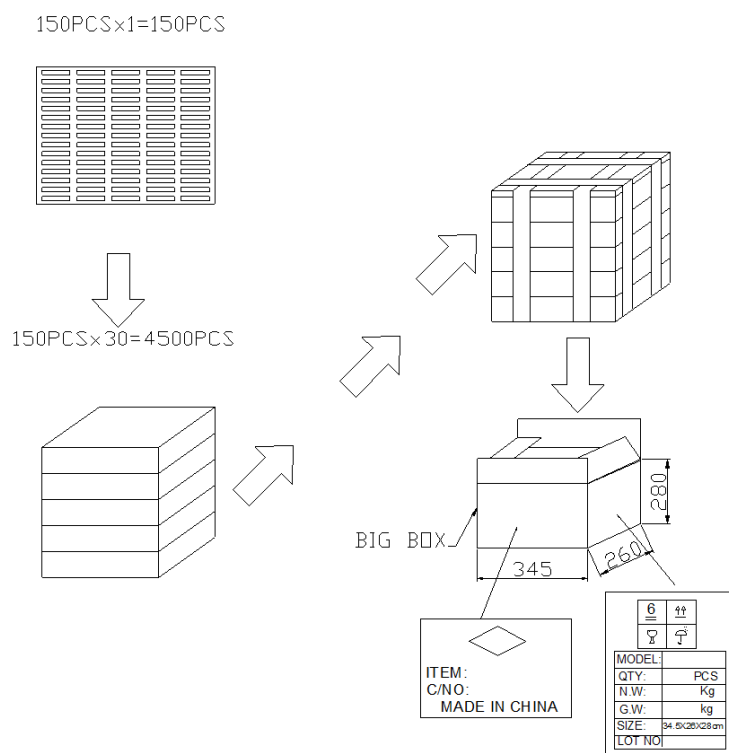 150PCS×1=150PCS
150PCS×30=4500PCS
BIG BOX
345
260
280
ITEM:
C/NO:
MADE IN CHINA
6
MODEL:
QTY: PCS
N.W: Kg
G.W: kg
SIZE: 34.5X26X28cm
LOT NO